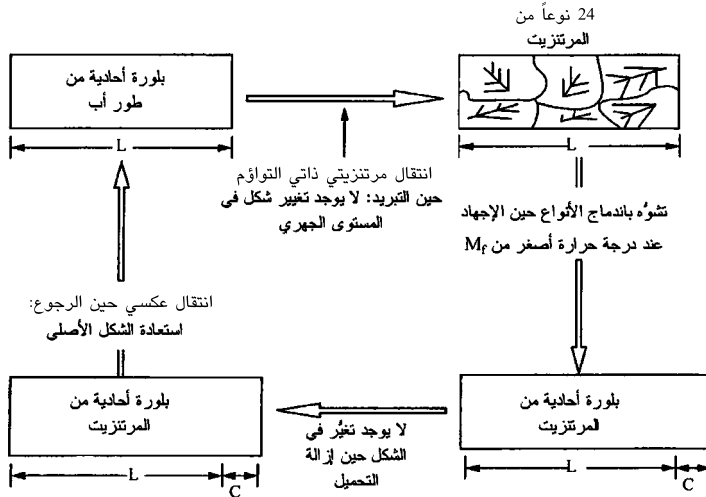 24 نوعاً من
المرتنزيت
بلورة أحادية من
طور أب
L
L
انتقال مرتنزيتي ذاتي التواؤم
حين التبريد: لا يوجد تغيير شكل في
المستوى الجهري
تشوُّه باندماج الأنواع حين الإجهاد
عند درجة حرارة أصغر من Mf
انتقال عكسي حين الرجوع:
استعادة الشكل الأصلي
بلورة أحادية من
المرتنزيت
L
C
لا يوجد تغيُّر في
الشكل حين إزالة
التحميل
بلورة أحادية من
المرتنزيت
L
C